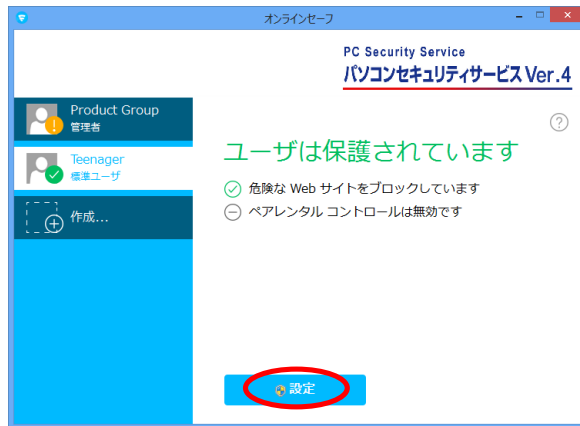 オンラインセーフ
PC Security Service
パソコンセキュリティサービス Ver.4
Product Group
管理者
Teenager
標準ユーザ
作成...
ユーザは保護されています
危険な Web サイトをブロックしています
ペアレンタル コントロールは無効です
設定